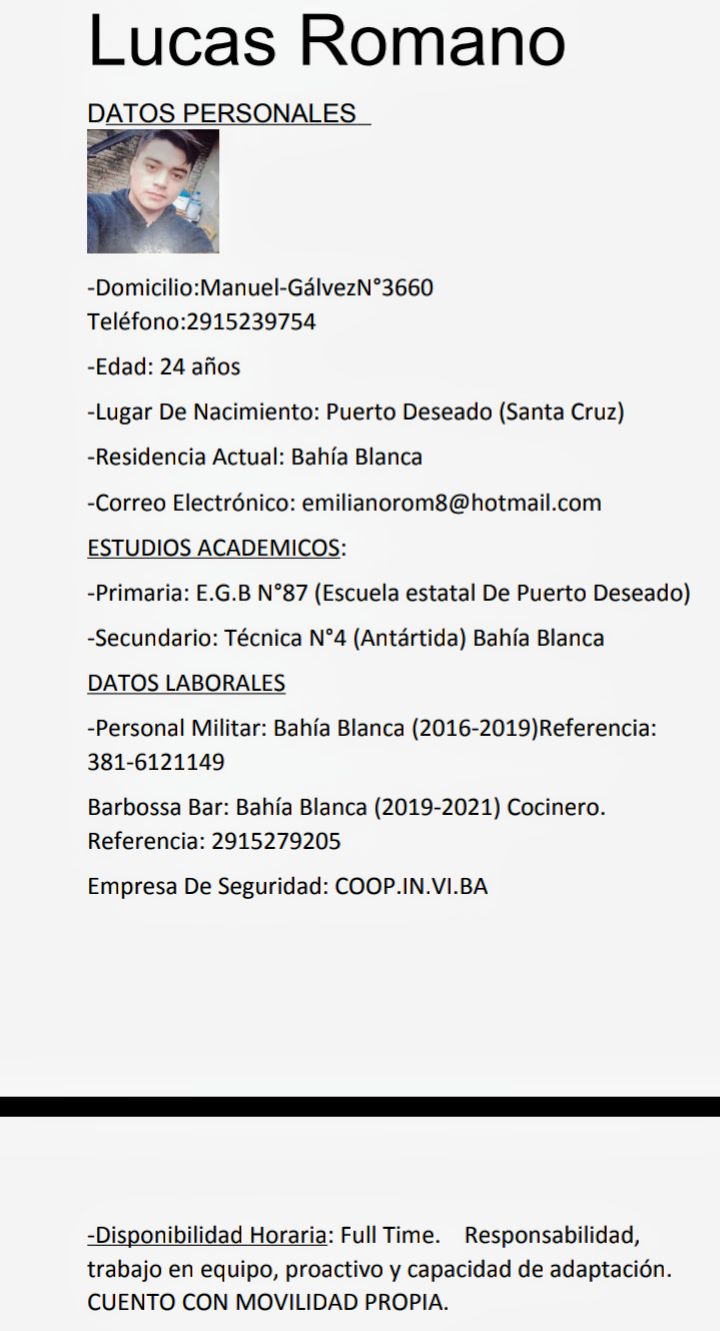 Lucas Romano
DATOS PERSONALES
-Domicilio:Manuel-GálvezN°3660
Teléfono:2915239754
-Edad: 24 años
-Lugar De Nacimiento: Puerto Deseado (Santa Cruz)
-Residencia Actual: Bahía Blanca
-Correo Electrónico: emilianorom8@hotmail.com
ESTUDIOS ACADEMICOS:
-Primaria: E.G.B N°87 (Escuela estatal De Puerto Deseado)
-Secundario: Técnica N°4 (Antártida) Bahía Blanca
DATOS LABORALES
-Personal Militar: Bahía Blanca (2016-2019)Referencia:
381-6121149
Barbossa Bar: Bahía Blanca (2019-2021) Cocinero.
Referencia: 2915279205
Empresa De Seguridad: COOP.IN.VI.BA
-Disponibilidad Horaria: Full Time.    Responsabilidad,
trabajo en equipo, proactivo y capacidad de adaptación.
CUENTO CON MOVILIDAD PROPIA.